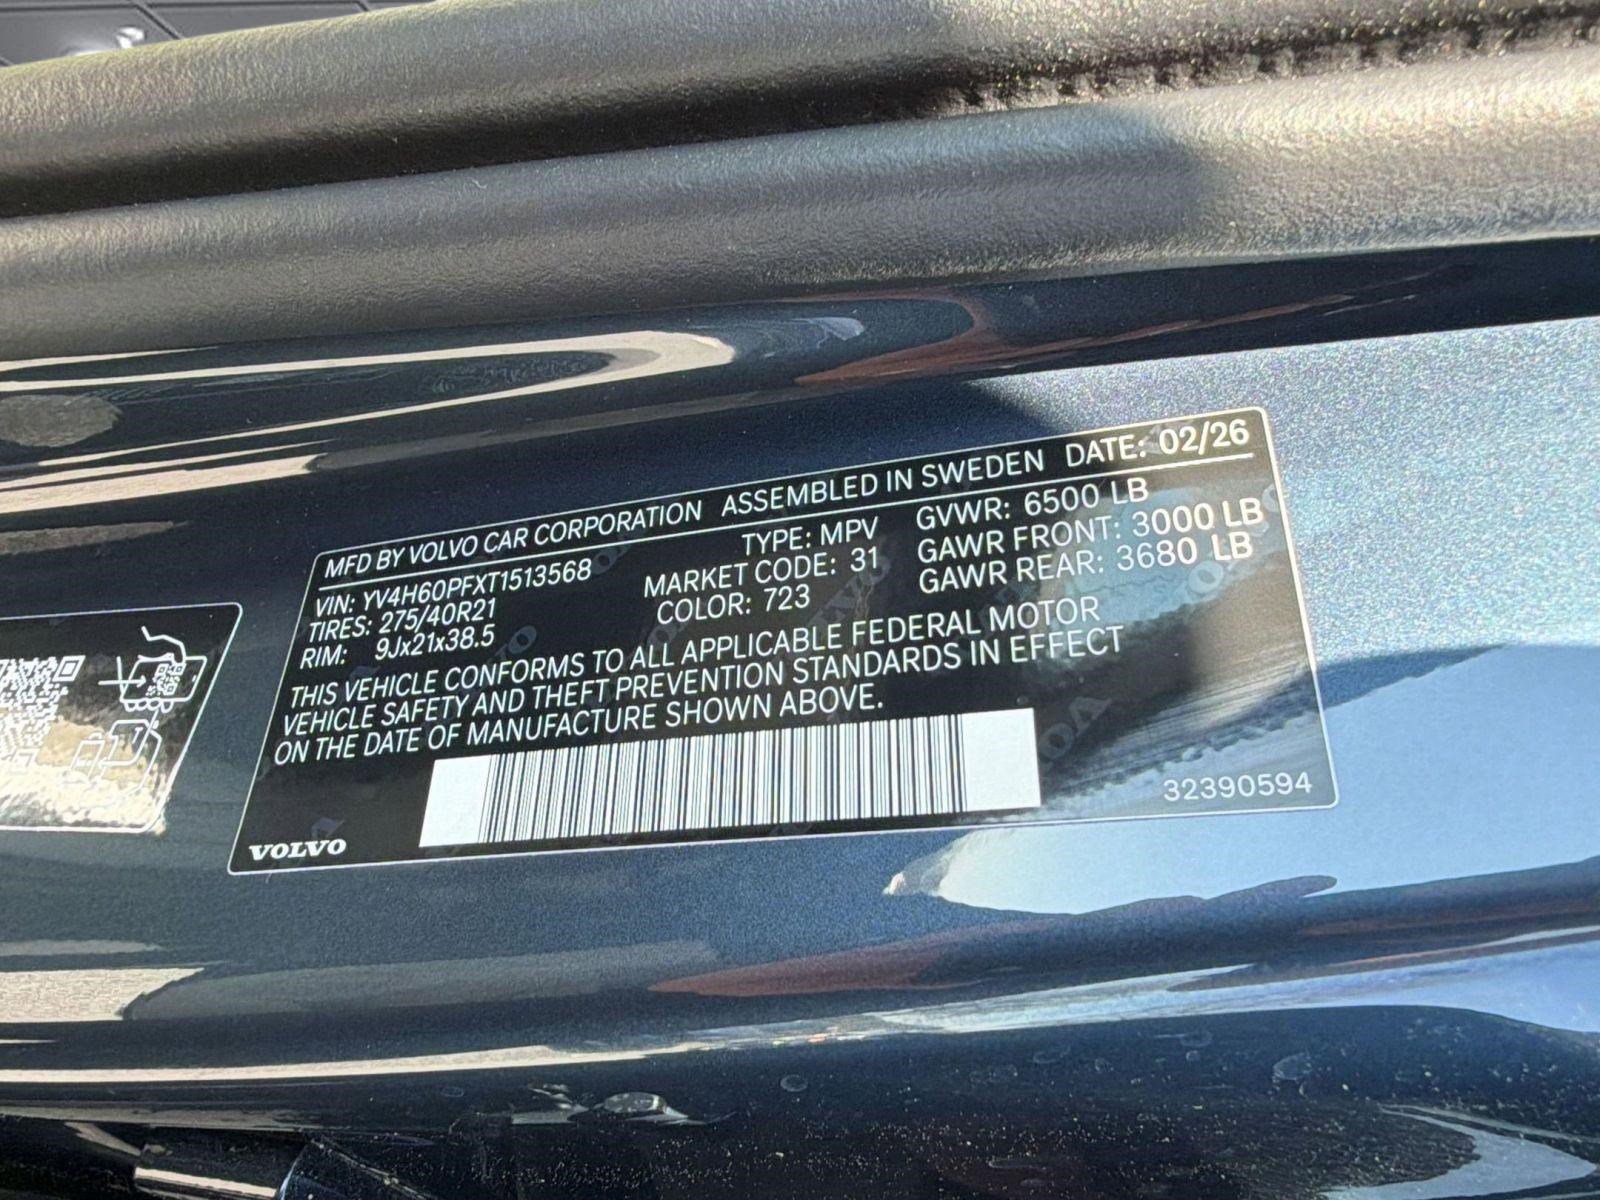 MFD BY VOLVO CAR CORPORATION ASSEMBLED IN SWEDEN DATE: 02/26
VIN: YV4H60PFXT1513568 TYPE: MPV GVWR: 6500 LB
TIRES: 275/40R21 MARKET CODE: 31 GAWR FRONT: 3000 LB
RIM: 9Jx21x38.5 COLOR: 723 GAWR REAR: 3680 LB
THIS VEHICLE CONFORMS TO ALL APPLICABLE FEDERAL MOTOR
VEHICLE SAFETY AND THEFT PREVENTION STANDARDS IN EFFECT
ON THE DATE OF MANUFACTURE SHOWN ABOVE.
32390594
VOLVO